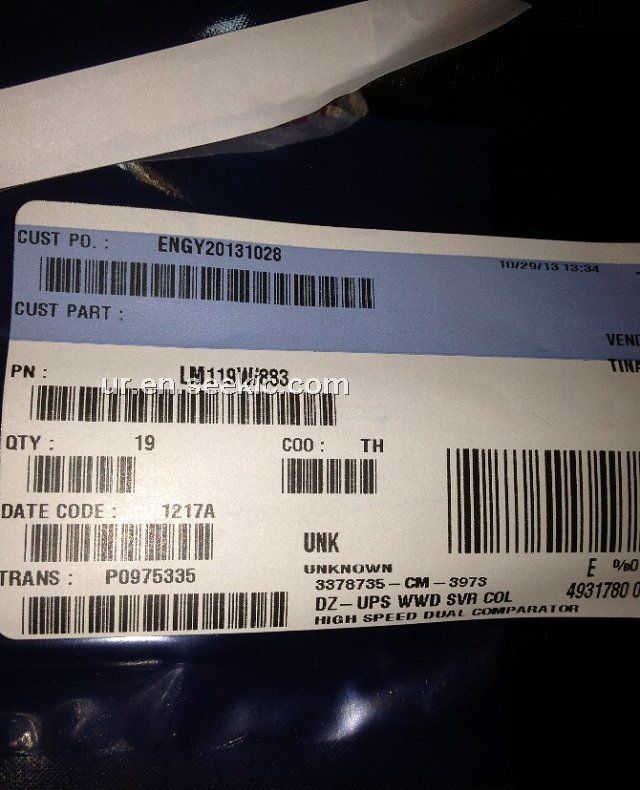 CUST PO. : ENGY20131028
10/29/13 13:34
CUST PART :
VEND
TINA
PN : LM119W/883
ur.en.seekic.com
QTY : 19 COO : TH
DATE CODE : 1217A
UNK
TRANS : P0975335
UNKNOWN
3378735-CM-3973
DZ-UPS WWD SVR COL
HIGH SPEED DUAL COMPARATOR
E %0
4931780 0